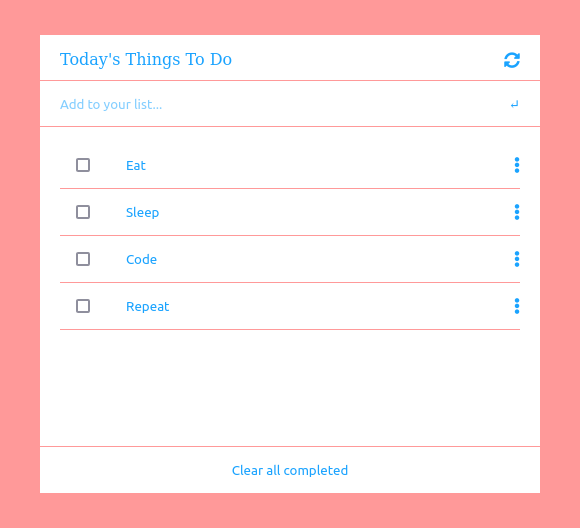 Today's Things To Do
Add to your list...
Eat
Sleep
Code
Repeat
Clear all completed